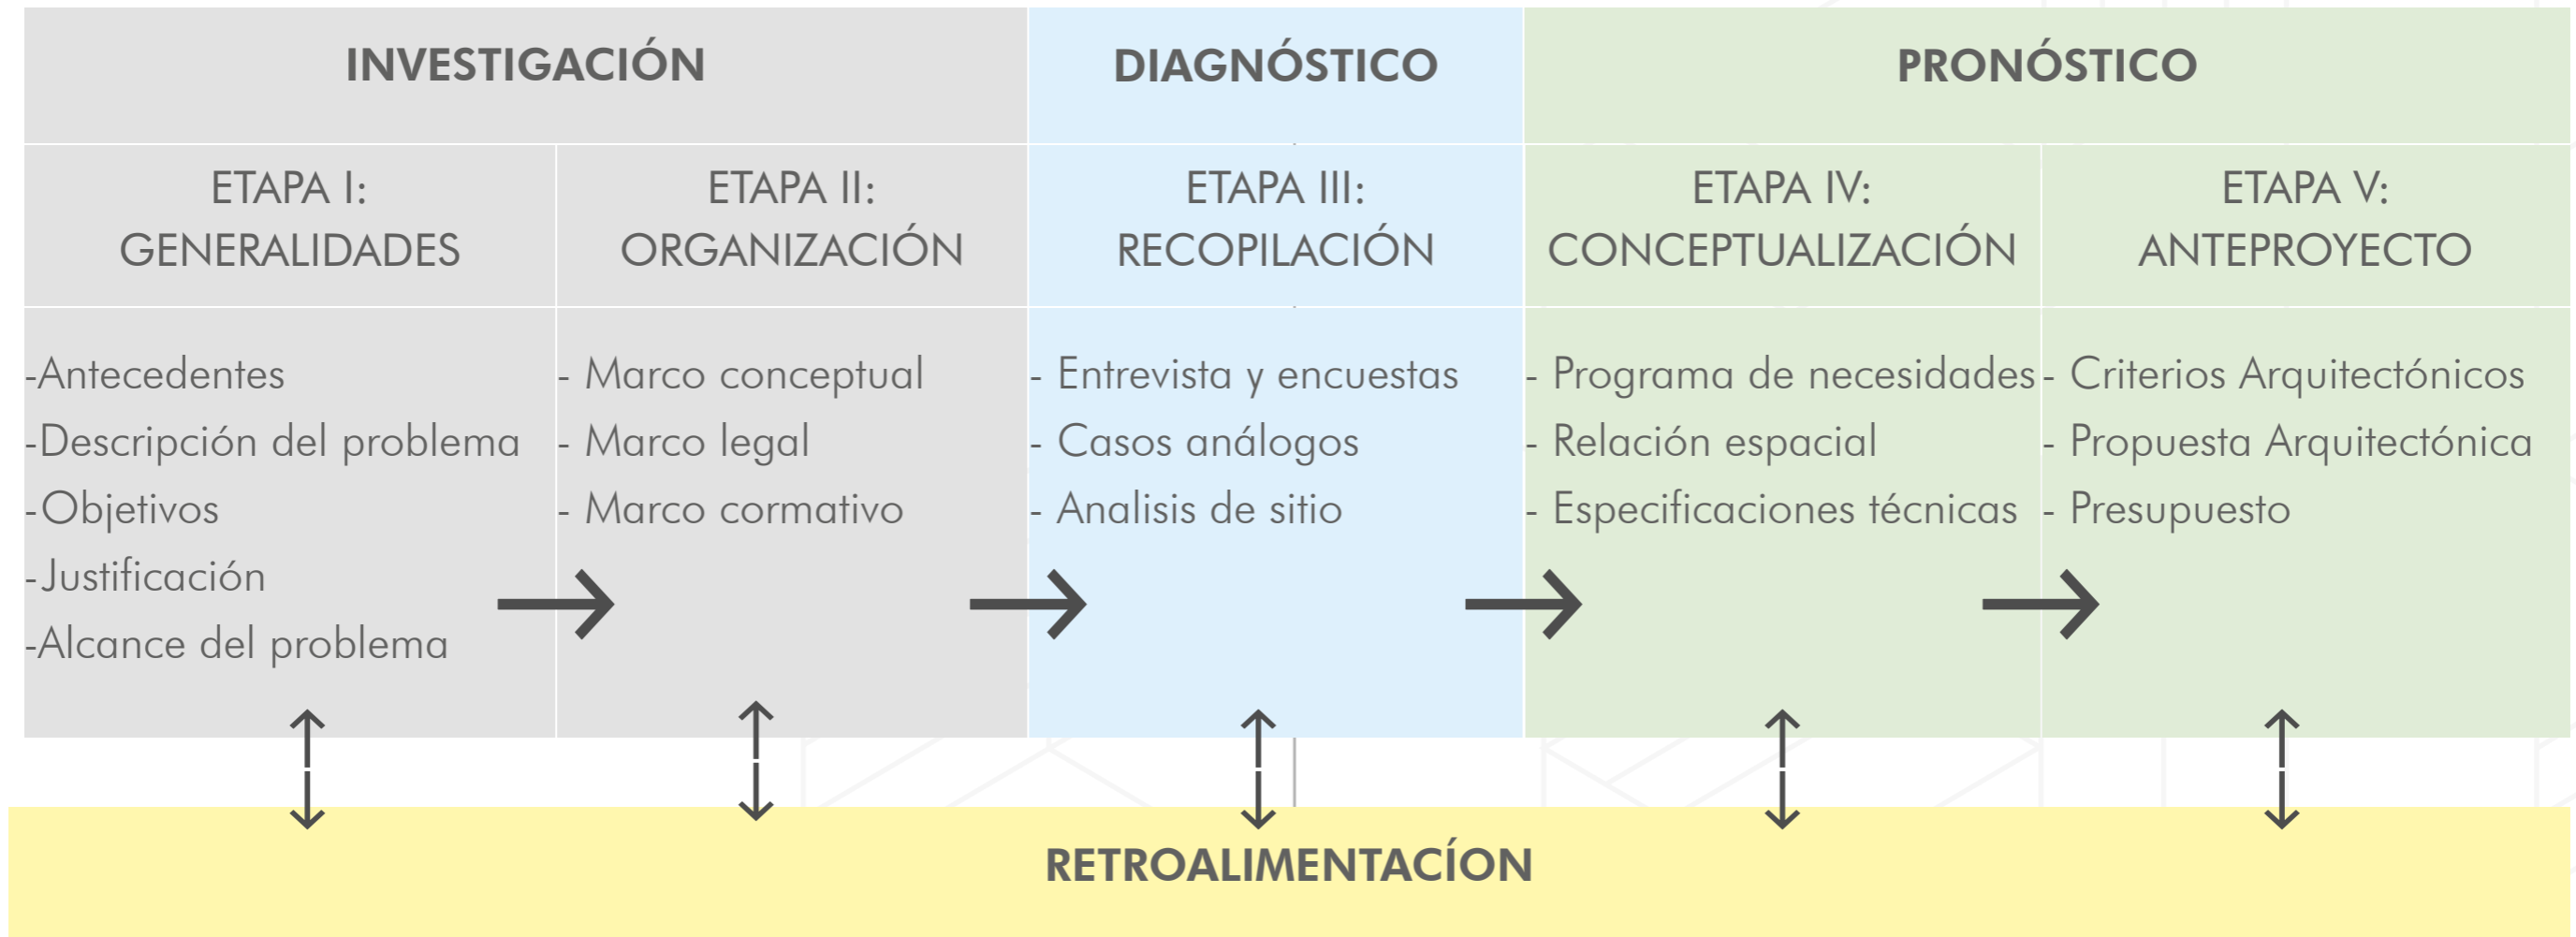 INVESTIGACIÓN
DIAGNÓSTICO
PRONÓSTICO
ETAPA I:
GENERALIDADES
ETAPA II:
ORGANIZACIÓN
ETAPA III:
RECOPILACIÓN
ETAPA IV:
CONCEPTUALIZACIÓN
ETAPA V:
ANTEPROYECTO
-Antecedentes
-Descripción del problema
-Objetivos
-Justificación
-Alcance del problema
- Marco conceptual
- Marco legal
- Marco cormativo
- Entrevista y encuestas
- Casos análogos
- Analisis de sitio
- Programa de necesidades
- Relación espacial
- Especificaciones técnicas
- Criterios Arquitectónicos
- Propuesta Arquitectónica
- Presupuesto
RETROALIMENTACÍON